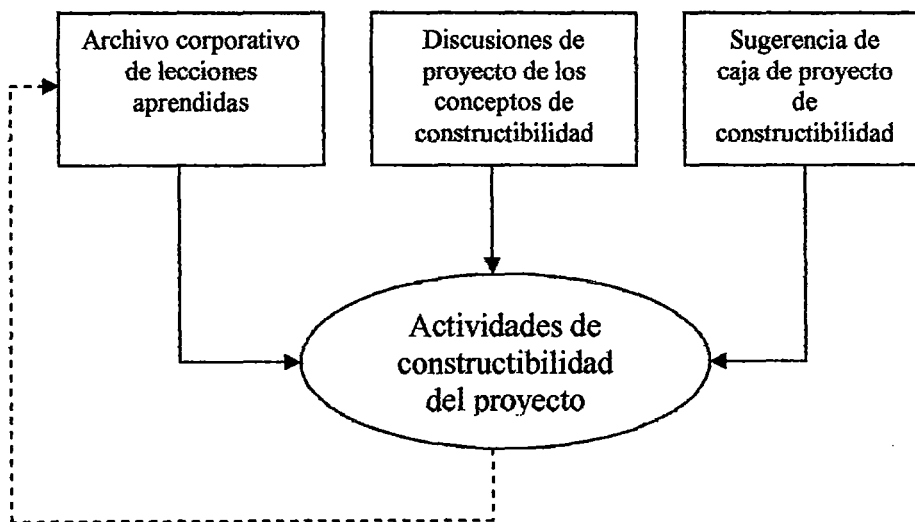 Archivo corporativo
de lecciones
aprendidas
Discusiones de
proyecto de los
conceptos de
constructibilidad
Sugerencia de
caja de proyecto
de
constructibilidad
Actividades de
constructibilidad
del proyecto